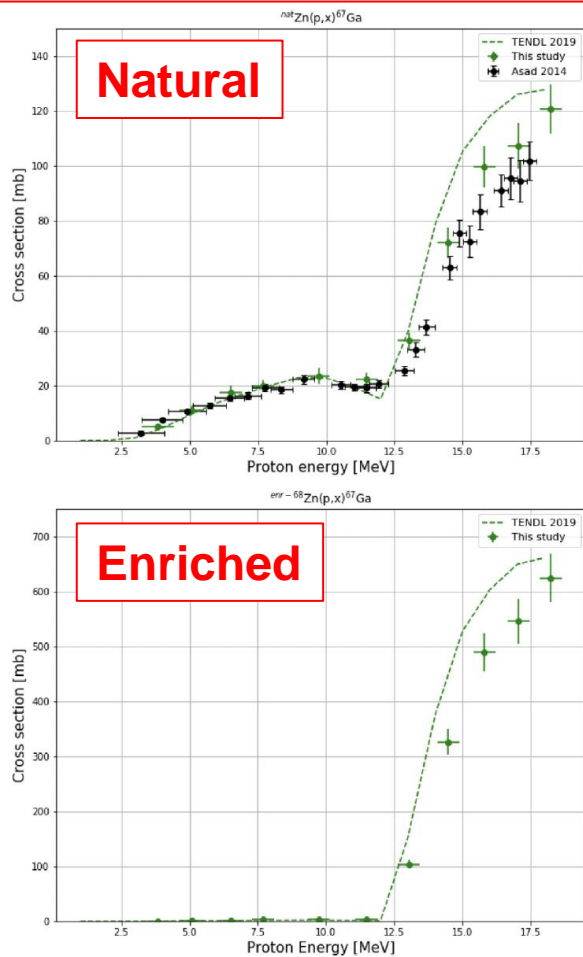 natZn(p,x)67Ga
Natural
TENDL 2019
This study
Asad 2014
Cross section [mb]
140
120
100
80
60
40
20
0
2.5 5.0 7.5 10.0 12.5 15.0 17.5
Proton energy [MeV]
enr-68Zn(p,x)67Ga
Enriched
TENDL 2019
This study
Cross section [mb]
700
600
500
400
300
200
100
0
2.5 5.0 7.5 10.0 12.5 15.0 17.5
Proton Energy [MeV]